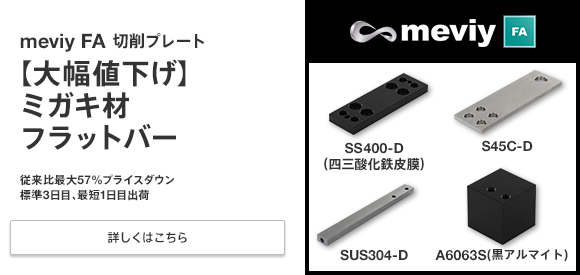 meviy FA 切削プレート
【大幅値下げ】
ミガキ材
フラットバー
従来比最大57%プライスダウン
標準3日目、最短1日目出荷
詳しくはこちら
meviy FA
SS400-D
(四三酸化鉄皮膜)
S45C-D
SUS304-D
A6063S(黒アルマイト)